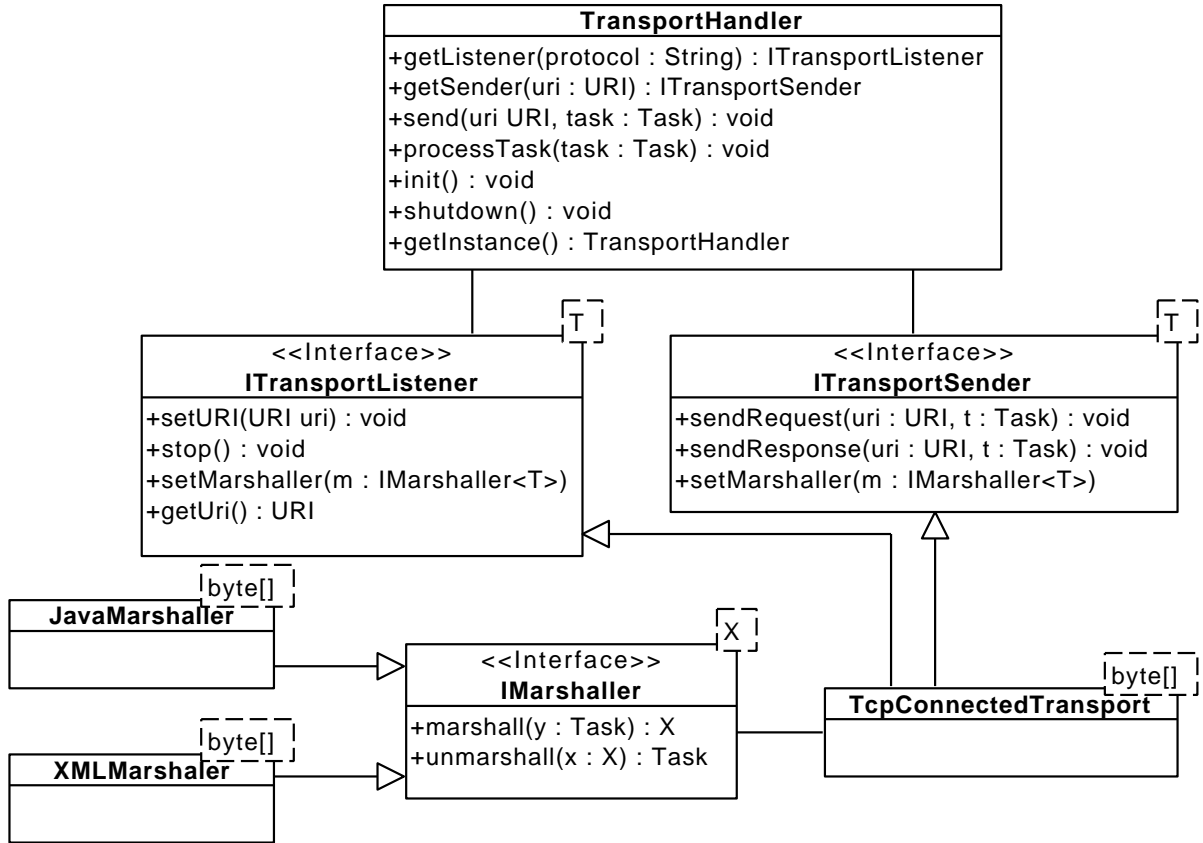 TransportHandler
+getListener(protocol : String) : ITransportListener
+getSender(uri : URI) : ITransportSender
+send(uri URI, task : Task) : void
+processTask(task : Task) : void
+init() : void
+shutdown() : void
+getInstance() : TransportHandler
T
<<Interface>>
ITransportListener
+setURI(URI uri) : void
+stop() : void
+setMarshaller(m : IMarshaller<T>)
+getUri() : URI
T
<<Interface>>
ITransportSender
+sendRequest(uri : URI, t : Task) : void
+sendResponse(uri : URI, t : Task) : void
+setMarshaller(m : IMarshaller<T>)
byte[]
JavaMarshaller
byte[]
XMLMarshaler
X
<<Interface>>
IMarshaller
+marshall(y : Task) : X
+unmarshall(x : X) : Task
byte[]
TcpConnectedTransport